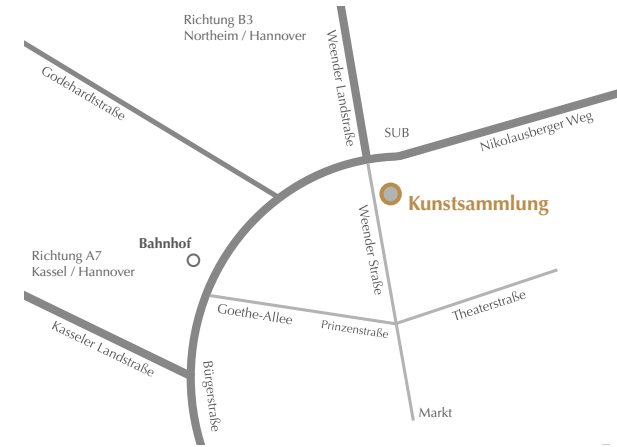 Richtung B3
Northeim / Hannover
Weender Landstraße
Godehardtstraße
SUB
Nikolausberger Weg
Kunstsammlung
Weender Straße
Bahnhof
Richtung A7
Kassel / Hannover
Goethe-Allee
Prinzenstraße
Theaterstraße
Kasseler Landstraße
Bürgerstraße
Markt